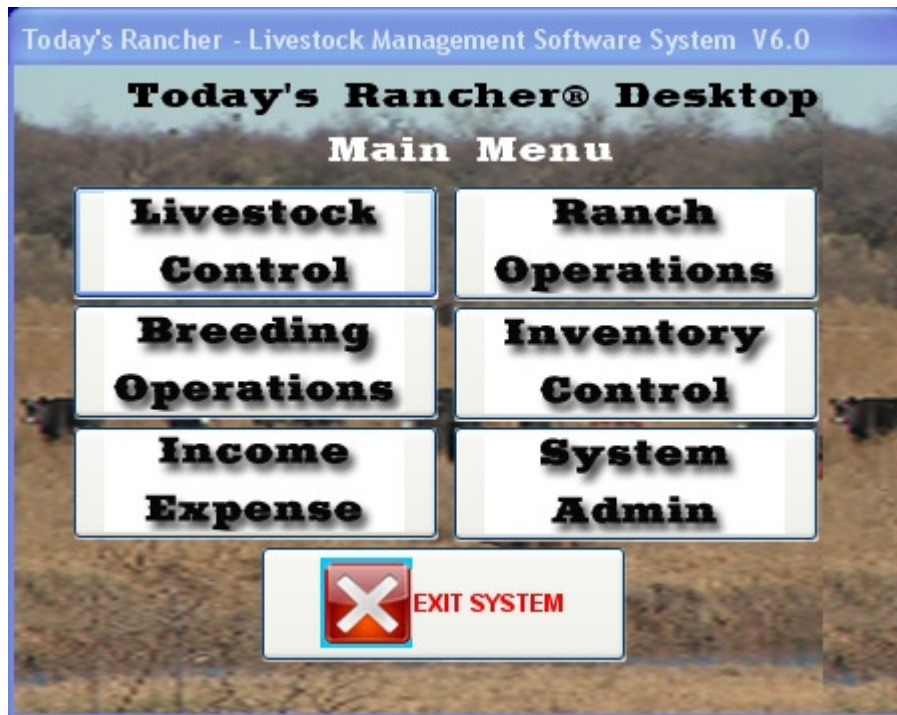 Today's Rancher - Livestock Management Software System V6.0
Today's Rancher® Desktop
Main Menu
Livestock
Control
Ranch
Operations
Breeding
Operations
Inventory
Control
Income
Expense
System
Admin
EXIT SYSTEM